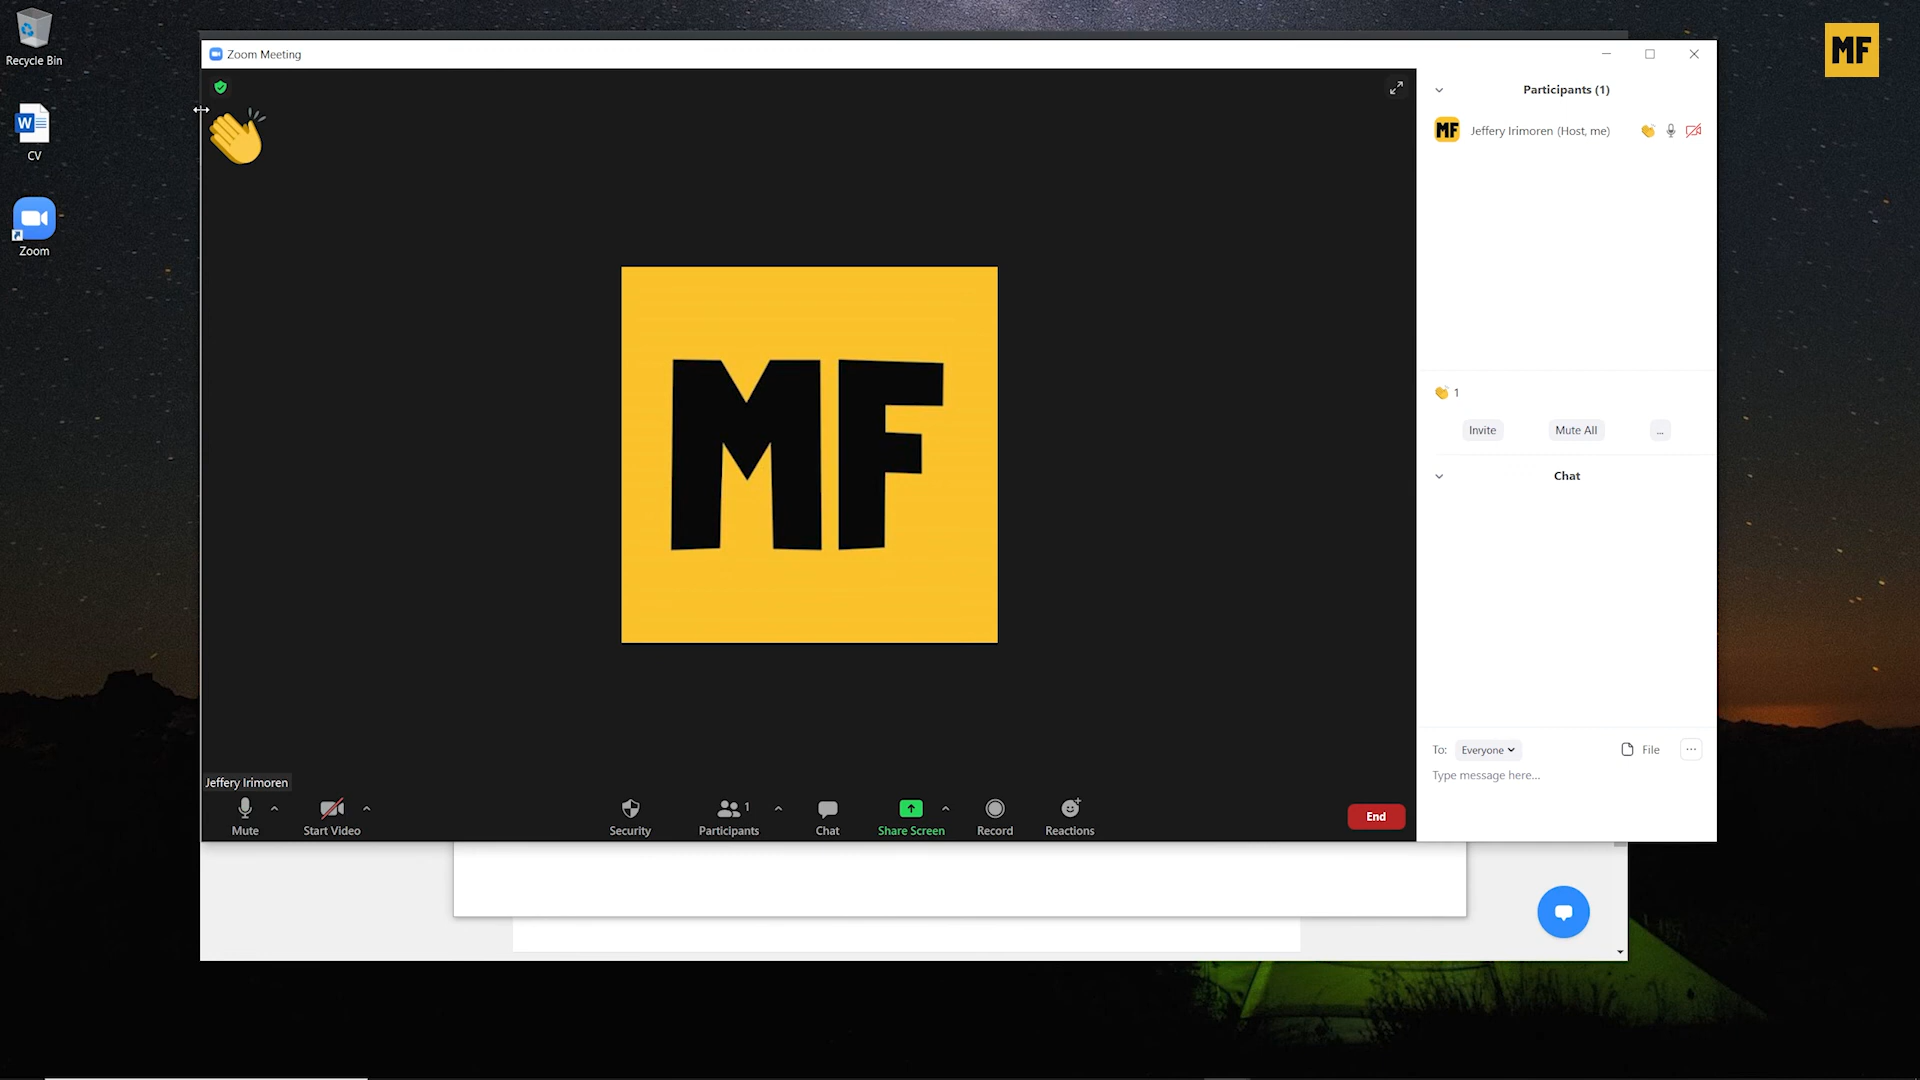 Recycle Bin
CV
Zoom
Zoom Meeting
MF
Participants (1)
MF
Jeffery Irimoren (Host, me)
MF
1
Invite
Mute All
...
Chat
To:
Everyone
File
...
Type message here...
Jeffery Irimoren
Mute
Start Video
Security
1
Participants
Chat
Share Screen
Record
Reactions
End
W
MF